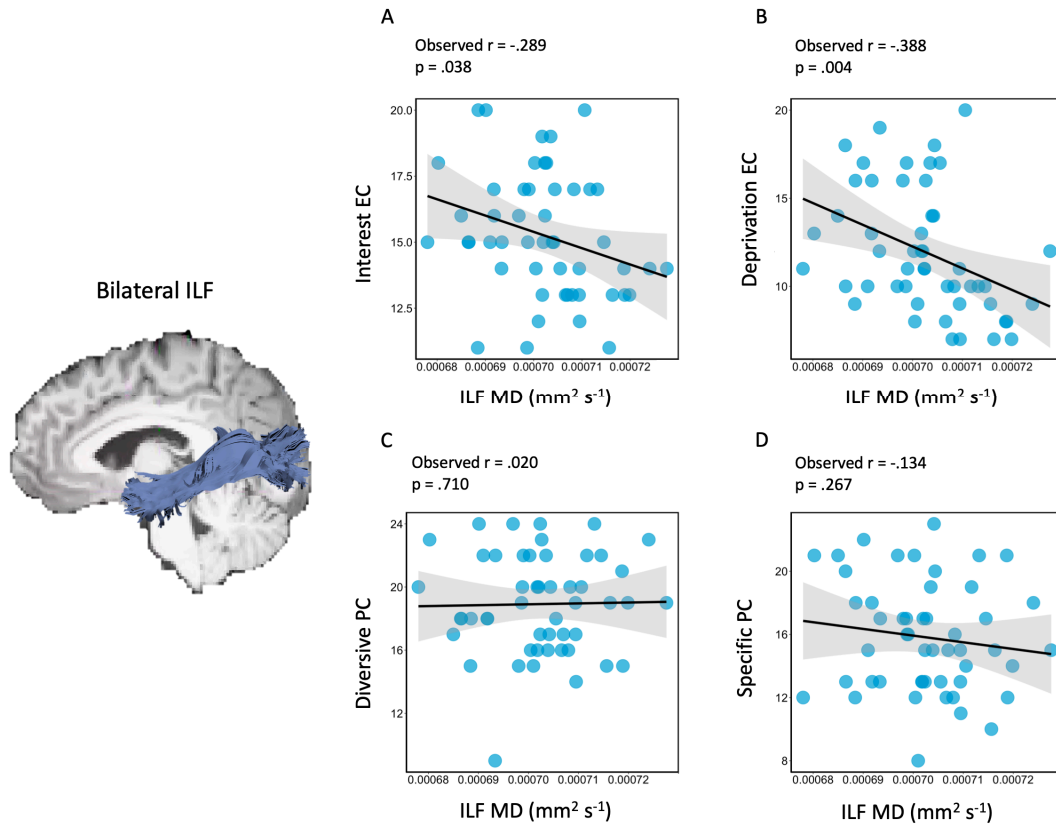 Bilateral ILF
A
Observed r = -.289
p = .038
Interest EC
20.0
17.5
15.0
12.5
0.00068 0.00069 0.00070 0.00071 0.00072
ILF MD (mm² s⁻¹)
B
Observed r = -.388
p = .004
Deprivation EC
20
15
10
0.00068 0.00069 0.00070 0.00071 0.00072
ILF MD (mm² s⁻¹)
C
Observed r = .020
p = .710
Diversive PC
24
20
16
12
0.00068 0.00069 0.00070 0.00071 0.00072
ILF MD (mm² s⁻¹)
D
Observed r = -.134
p = .267
Specific PC
24
20
16
12
8
0.00068 0.00069 0.00070 0.00071 0.00072
ILF MD (mm² s⁻¹)